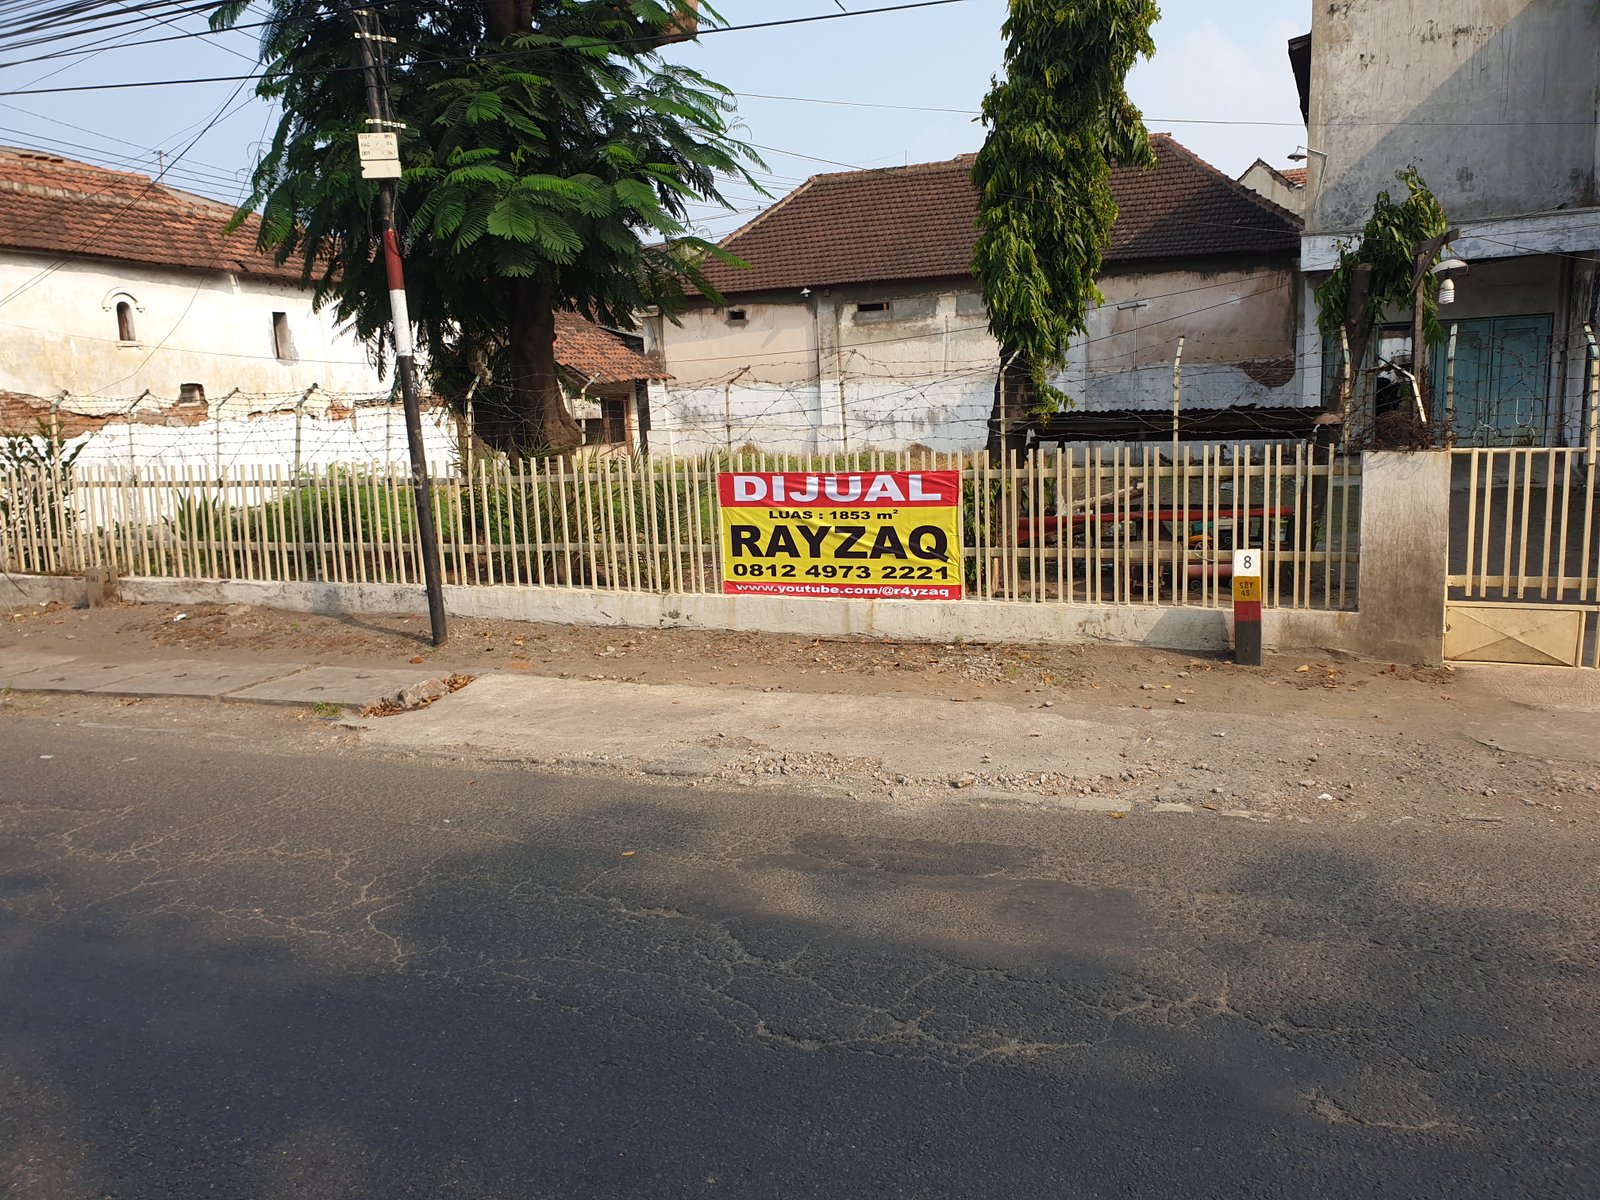 DIJUAL
LUAS : 1853 m²
RAYZAQ
0812 4973 2221
www.youtube.com/@r4yzaq
8
SBY